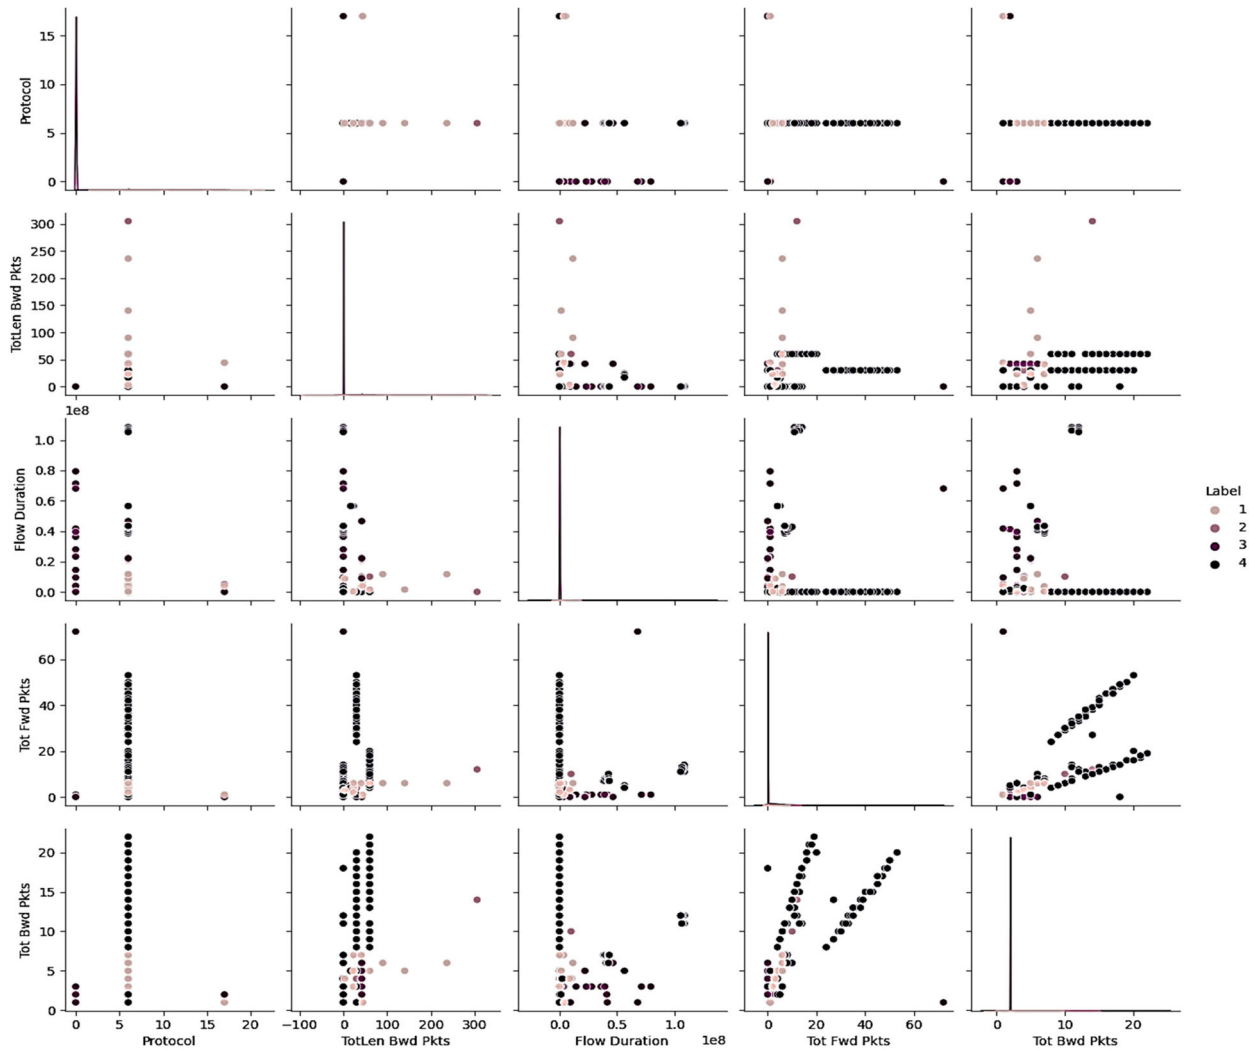 15
10
5
0
Protocol
300
250
200
150
100
50
0
TotLen Bwd Pkts
1e8
1.0
0.8
0.6
0.4
0.2
0.0
Flow Duration
Label
1
2
3
4
60
40
20
0
Tot Fwd Pkts
20
15
10
5
0
Tot Bwd Pkts
0 5 10 15 20
Protocol
−100 0 100 200 300
TotLen Bwd Pkts
0.0 0.5 1.0
1e8
Flow Duration
0 20 40 60
Tot Fwd Pkts
0 10 20
Tot Bwd Pkts